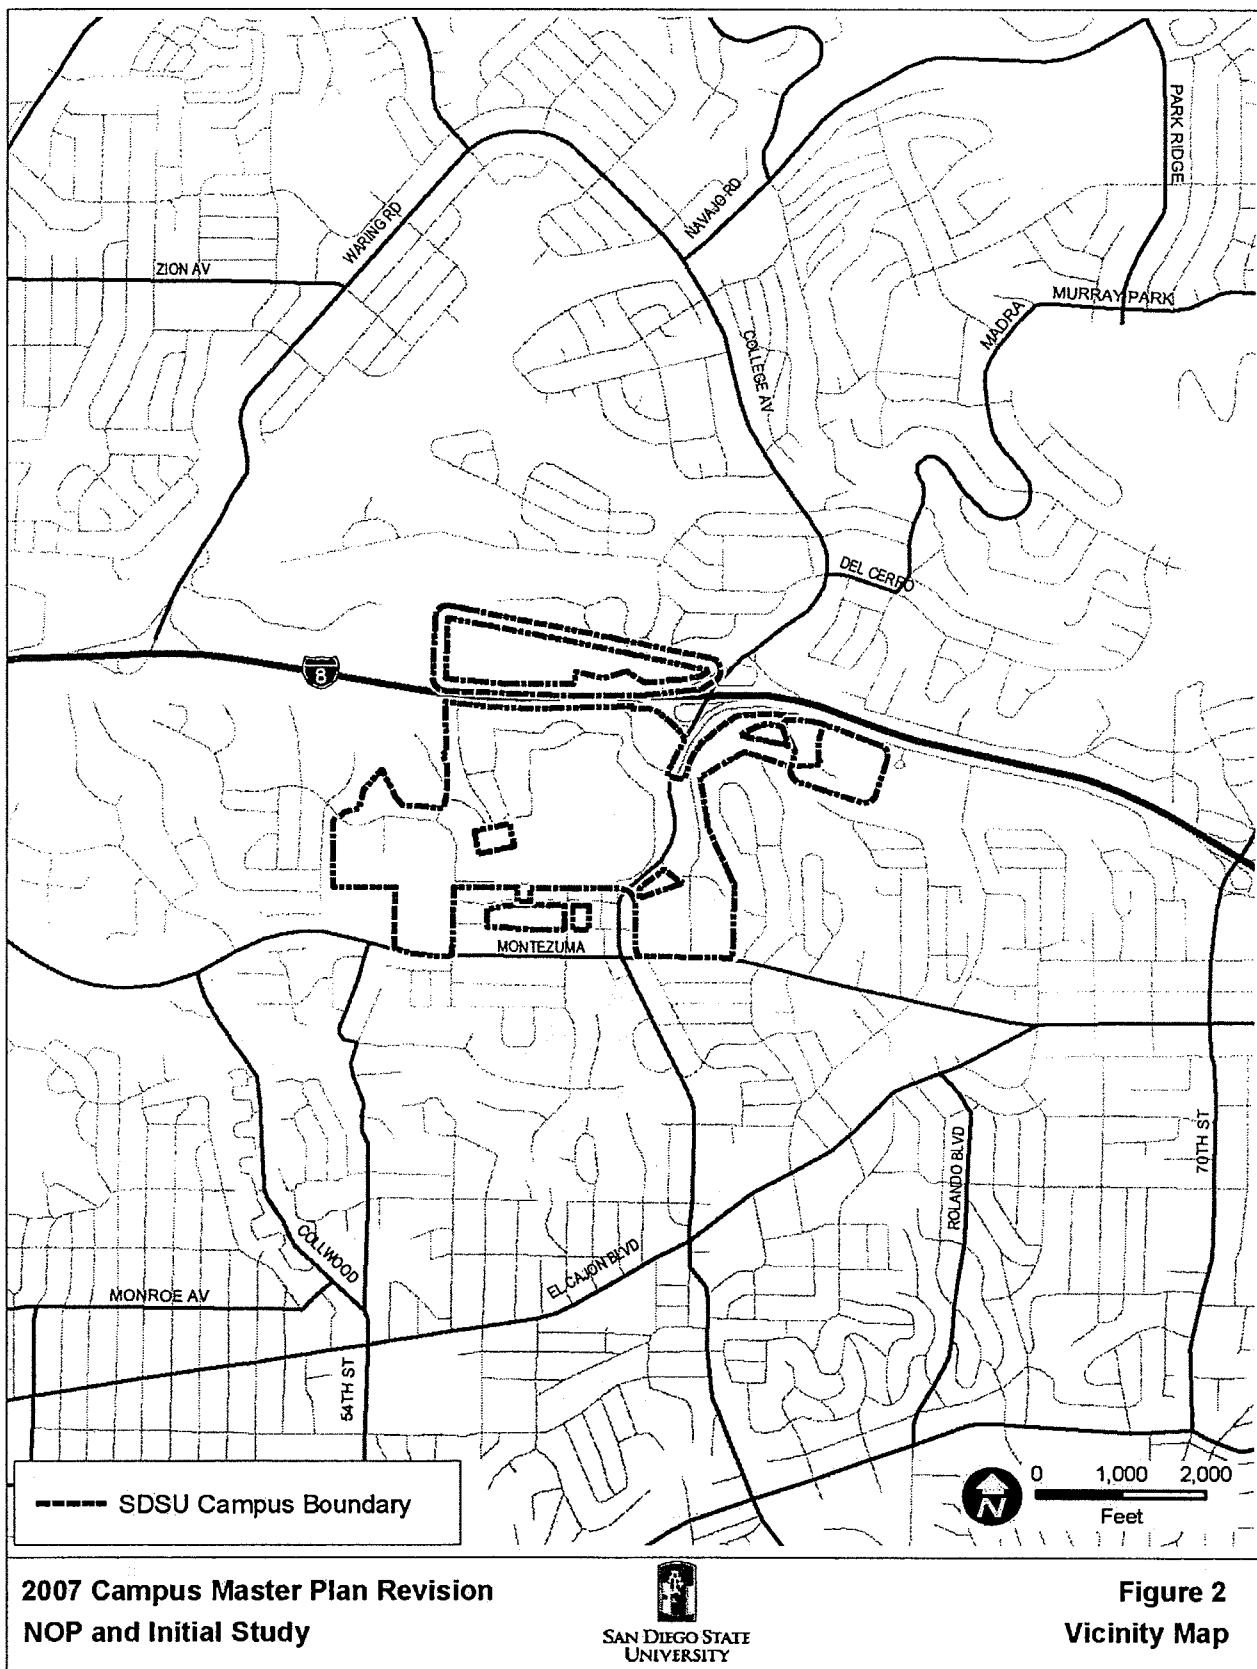 PARK RIDGE
WARING RD
NAVAJO RD
ZION AV
MURRAY PARK
MADRA
COLLEGE AV
DEL CERRO
8
MONTEZUMA
70TH ST
ROLANDO BLVD
COLLWOOD
EL CAJON BLVD
MONROE AV
54TH ST
SDSU Campus Boundary
N
0 1,000 2,000
Feet
2007 Campus Master Plan Revision
NOP and Initial Study
SAN DIEGO STATE
UNIVERSITY
Figure 2
Vicinity Map